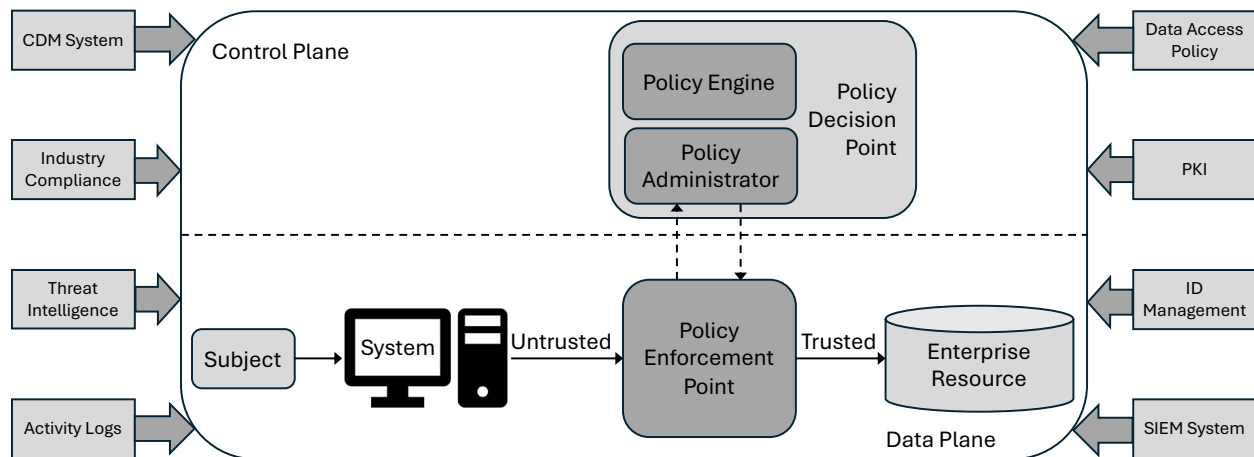 CDM System
Industry
Compliance
Threat
Intelligence
Activity Logs
Control Plane
Policy Engine
Policy
Administrator
Policy
Decision
Point
Subject
System
Untrusted
Policy
Enforcement
Point
Trusted
Enterprise
Resource
Data Plane
Data Access
Policy
PKI
ID
Management
SIEM System